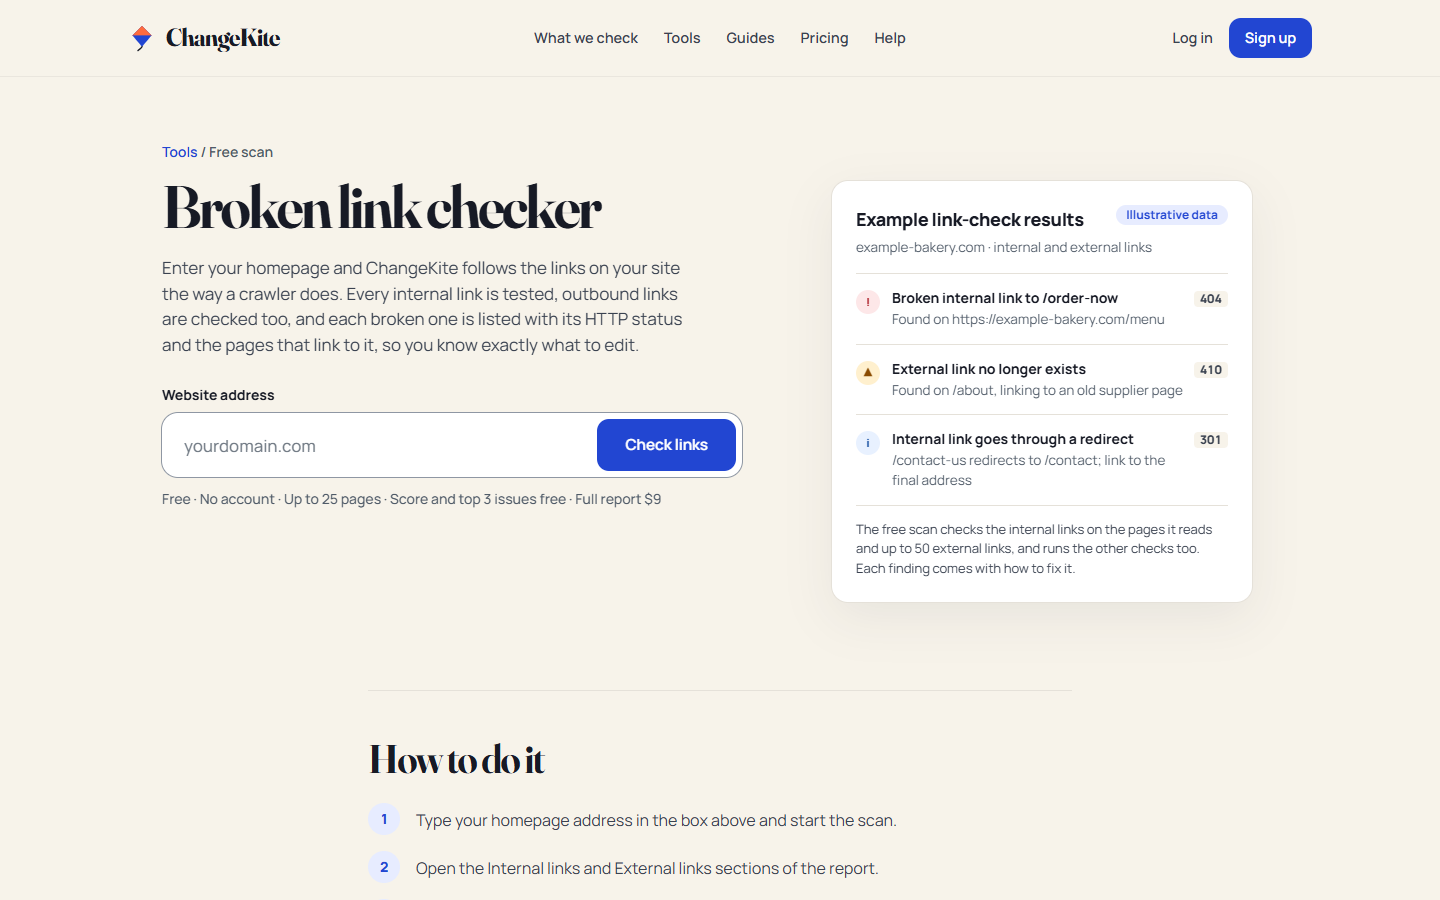 ChangeKite
What we check
Tools
Guides
Pricing
Help
Log in
Sign up
Tools / Free scan
Broken link checker
Enter your homepage and ChangeKite follows the links on your site
the way a crawler does. Every internal link is tested, outbound links
are checked too, and each broken one is listed with its HTTP status
and the pages that link to it, so you know exactly what to edit.
Website address
yourdomain.com
Check links
Free · No account · Up to 25 pages · Score and top 3 issues free · Full report $9
Example link-check results
Illustrative data
example-bakery.com · internal and external links
!
Broken internal link to /order-now
404
Found on https://example-bakery.com/menu
External link no longer exists
410
Found on /about, linking to an old supplier page
i
Internal link goes through a redirect
301
/contact-us redirects to /contact; link to the
final address
The free scan checks the internal links on the pages it reads
and up to 50 external links, and runs the other checks too.
Each finding comes with how to fix it.
How to do it
1 Type your homepage address in the box above and start the scan.
2 Open the Internal links and External links sections of the report.